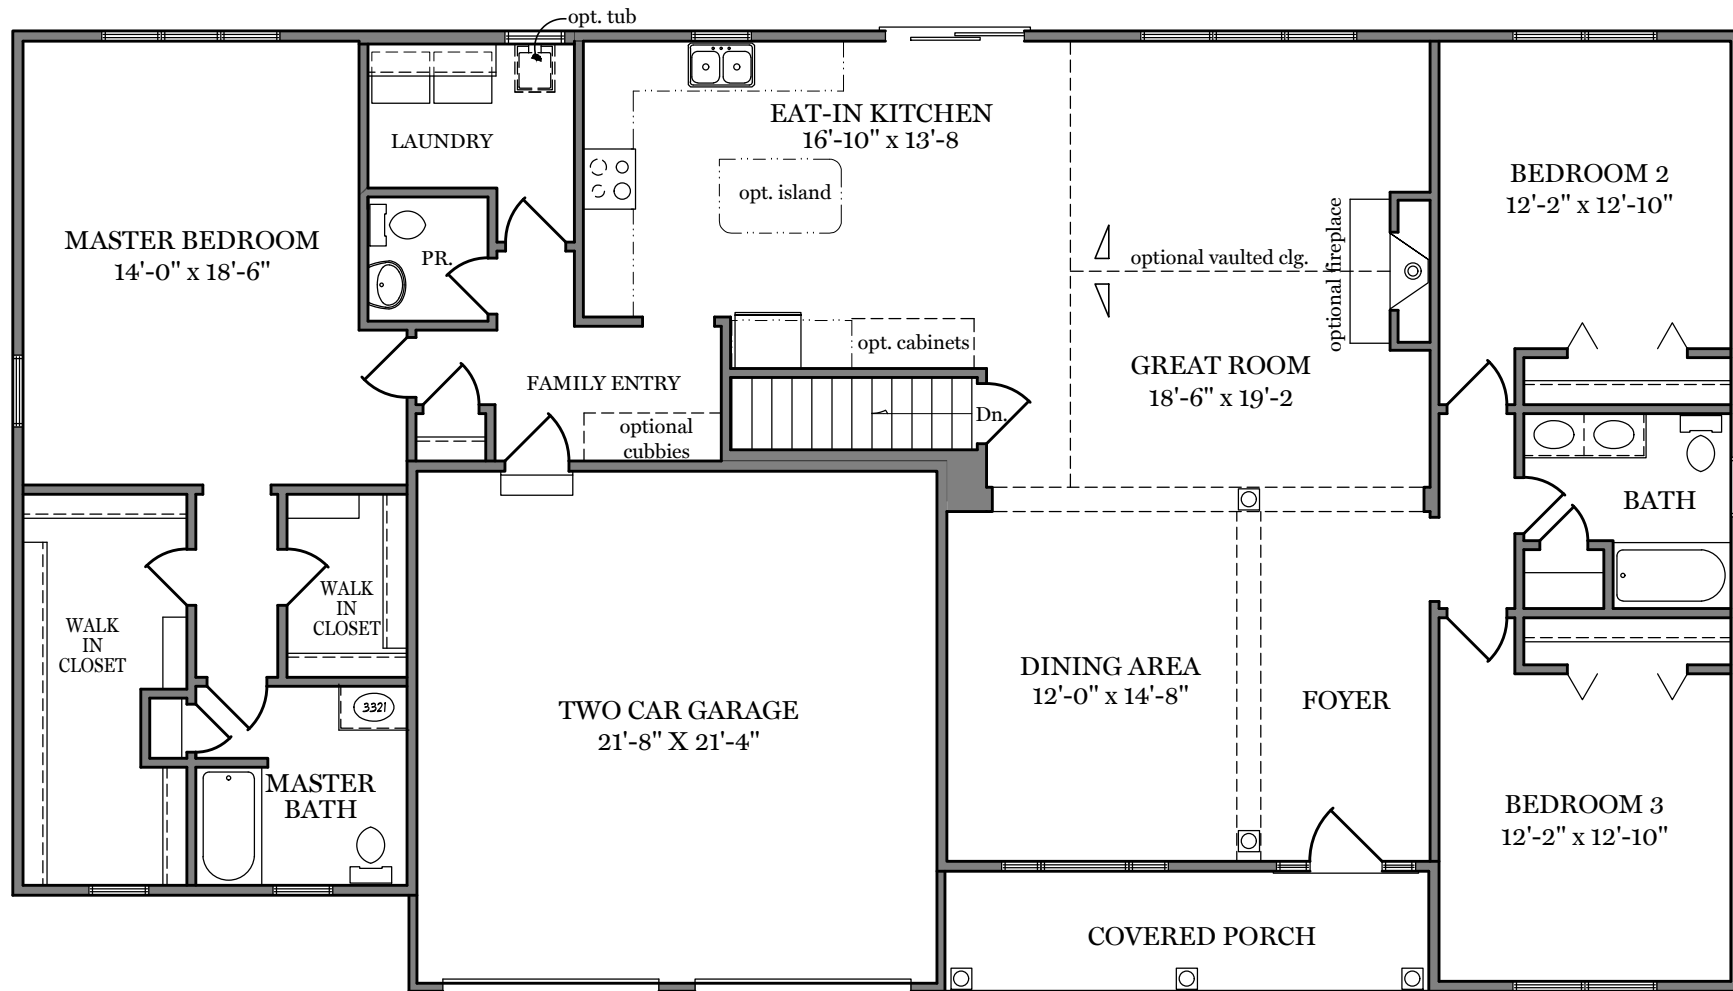 opt. tub
LAUNDRY
EAT-IN KITCHEN
16'-10" x 13'-8
opt. island
MASTER BEDROOM
14'-0" x 18'-6"
PR.
BEDROOM 2
12'-2" x 12'-10"
optional vaulted clg.
optional fireplace
opt. cabinets
GREAT ROOM
18'-6" x 19'-2
FAMILY ENTRY
optional
cubbies
Dn.
BATH
WALK
IN
CLOSET
WALK
IN
CLOSET
DINING AREA
12'-0" x 14'-8"
FOYER
TWO CAR GARAGE
21'-8" X 21'-4"
3321
MASTER
BATH
BEDROOM 3
12'-2" x 12'-10"
COVERED PORCH